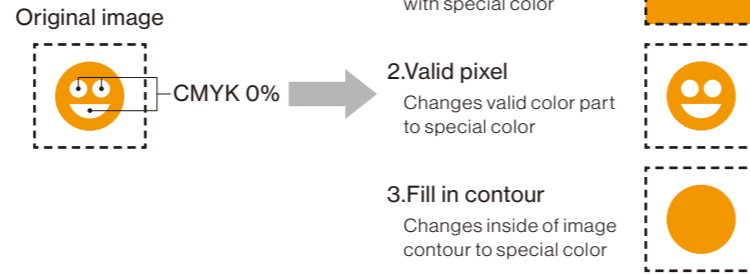 with special color
Original image
CMYK 0%
2.Valid pixel
Changes valid color part
to special color
3.Fill in contour
Changes inside of image
contour to special color